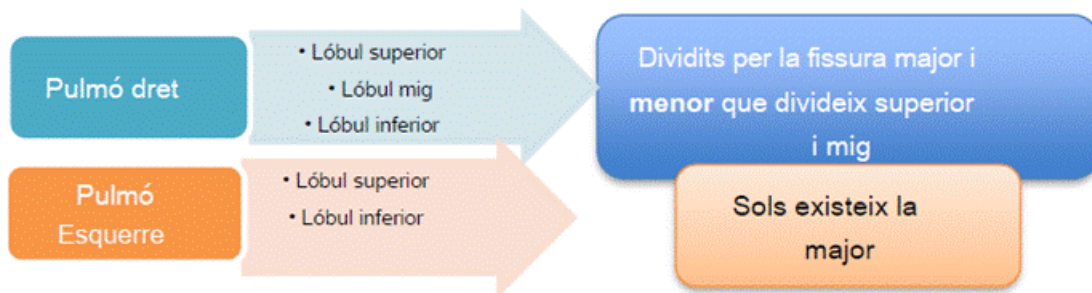 Pulmó dret
• Lóbul superior
• Lóbul mig
• Lóbul inferior
Dividits per la fissura major i
menor que divideix superior
i mig
Pulmó
Esquerre
• Lóbul superior
• Lóbul inferior
Sols existeix la
major